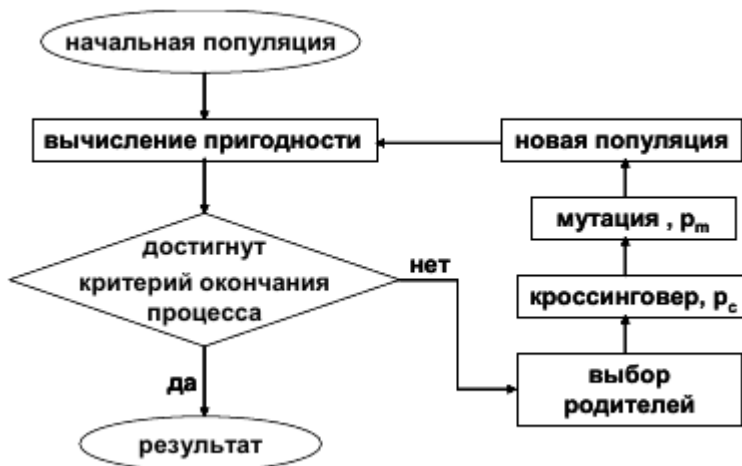 начальная популяция
вычисление пригодности
новая популяция
мутация , pm
достигнут
критерий окончания
процесса
нет
кроссинговер, pc
выбор
родителей
да
результат